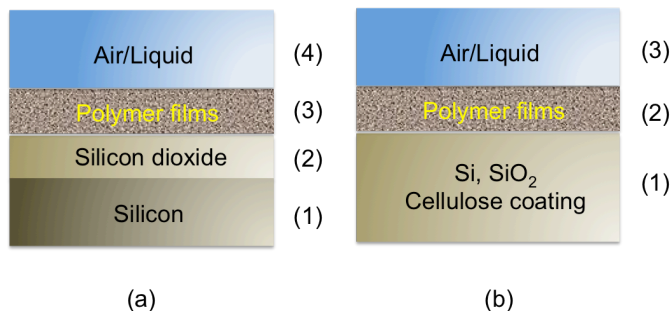 Air/Liquid (4)
Polymer films (3)
Silicon dioxide (2)
Silicon (1)
(a)
Air/Liquid (3)
Polymer films (2)
Si, SiO₂ (1)
Cellulose coating
(b)